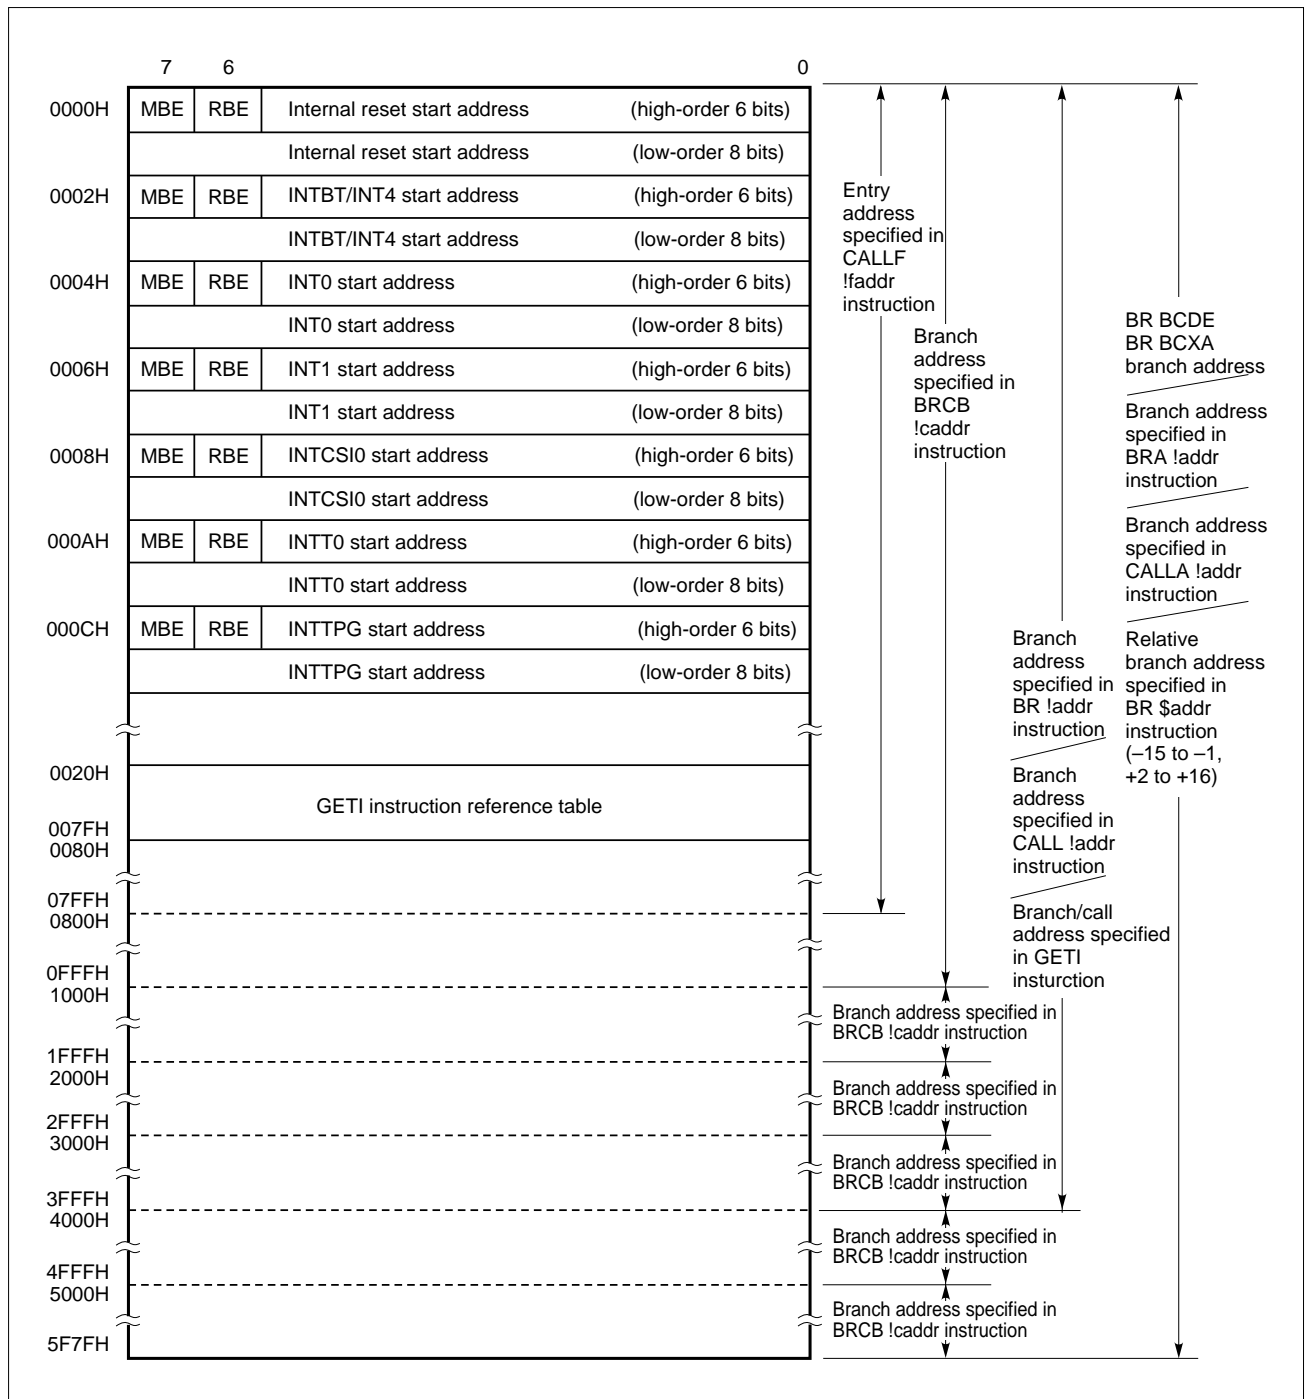 7 6 0
0000H MBE RBE Internal reset start address (high-order 6 bits)
Internal reset start address (low-order 8 bits)
0002H MBE RBE INTBT/INT4 start address (high-order 6 bits)
INTBT/INT4 start address (low-order 8 bits)
0004H MBE RBE INT0 start address (high-order 6 bits)
INT0 start address (low-order 8 bits)
0006H MBE RBE INT1 start address (high-order 6 bits)
INT1 start address (low-order 8 bits)
0008H MBE RBE INTCSI0 start address (high-order 6 bits)
INTCSI0 start address (low-order 8 bits)
000AH MBE RBE INTT0 start address (high-order 6 bits)
INTT0 start address (low-order 8 bits)
000CH MBE RBE INTTPG start address (high-order 6 bits)
INTTPG start address (low-order 8 bits)
0020H
GETI instruction reference table
007FH
0080H
07FFH
0800H
0FFFH
1000H
1FFFH
2000H
2FFFH
3000H
3FFFH
4000H
4FFFH
5000H
5F7FH
Entry
address
specified in
CALLF
!faddr
instruction
Branch
address
specified in
BRCB
!caddr
instruction
Branch
address
specified in
BR !addr
instruction
Branch
address
specified in
CALL !addr
instruction
Branch/call
address specified
in GETI
insturction
BR BCDE
BR BCXA
branch address
Branch address
specified in
BRA !addr
instruction
Branch address
specified in
CALLA !addr
instruction
Relative
branch address
specified in
BR $addr
instruction
(–15 to –1,
+2 to +16)
Branch address specified in
BRCB !caddr instruction
Branch address specified in
BRCB !caddr instruction
Branch address specified in
BRCB !caddr instruction
Branch address specified in
BRCB !caddr instruction
Branch address specified in
BRCB !caddr instruction